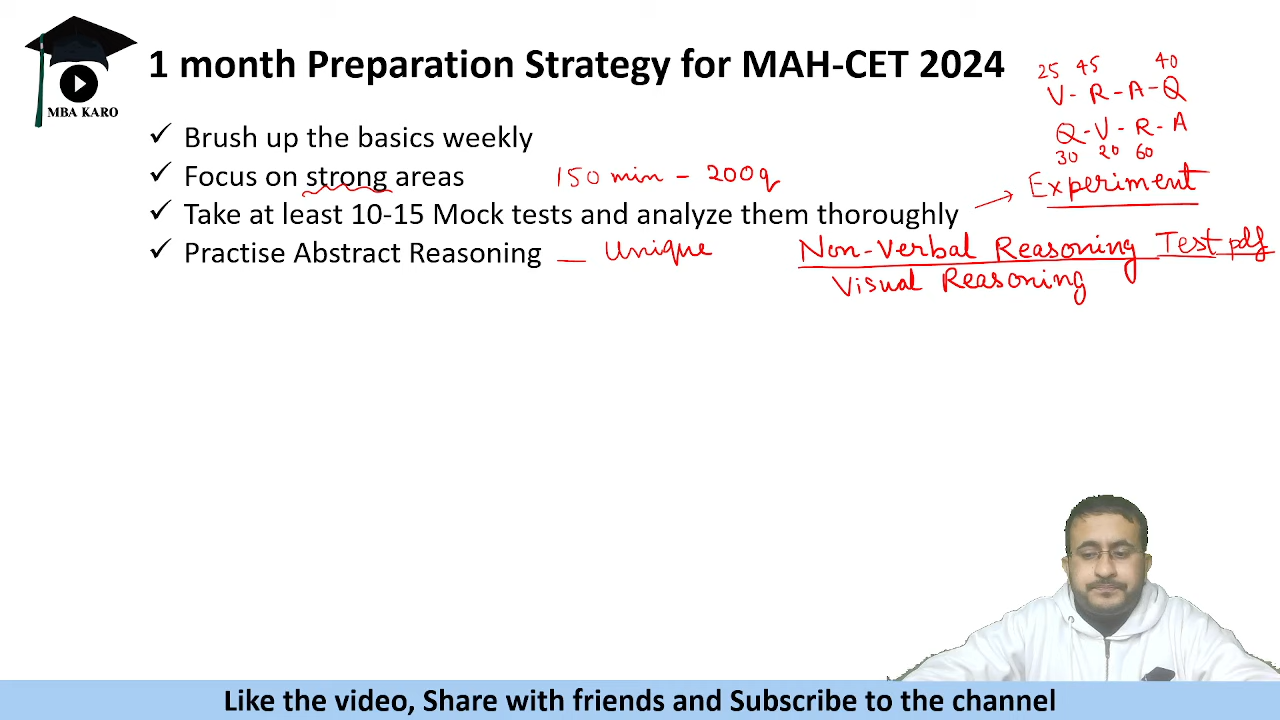 1 month Preparation Strategy for MAH-CET 2024
MBA KARO
25 45 40
V - R - A - Q
Q - V - R - A
30 20 60
✓ Brush up the basics weekly
✓ Focus on strong areas 150 min - 200q
Experiment
✓ Take at least 10-15 Mock tests and analyze them thoroughly
✓ Practise Abstract Reasoning — Unique
Non-Verbal Reasoning Test pdf
Visual Reasoning
Like the video, Share with friends and Subscribe to the channel